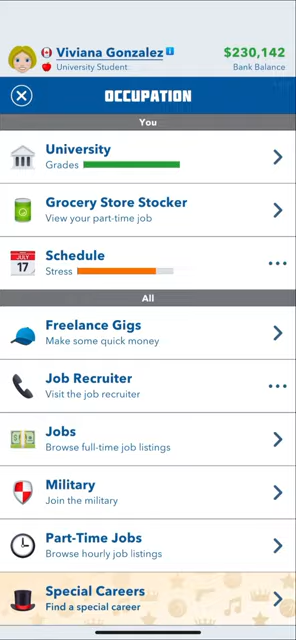 Viviana Gonzalez i
$230,142
University Student
Bank Balance
OCCUPATION
You
University
Grades
Grocery Store Stocker
View your part-time job
JULY
17
Schedule
Stress
All
Freelance Gigs
Make some quick money
Job Recruiter
Visit the job recruiter
Jobs
Browse full-time job listings
Military
Join the military
Part-Time Jobs
Browse hourly job listings
Special Careers
Find a special career